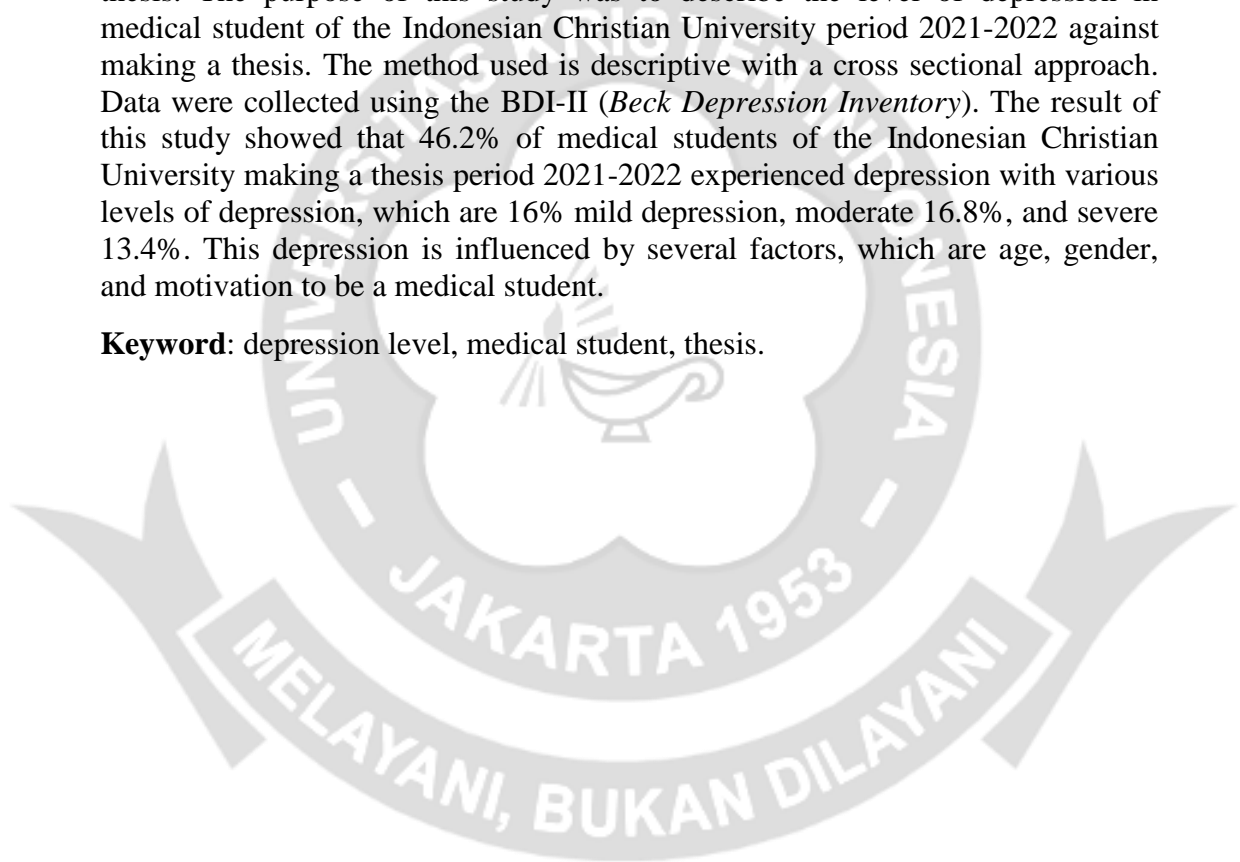 thesis. The purpose of this study was to describe the level of depression in
medical student of the Indonesian Christian University period 2021-2022 against
making a thesis. The method used is descriptive with a cross sectional approach.
Data were collected using the BDI-II (Beck Depression Inventory). The result of
this study showed that 46.2% of medical students of the Indonesian Christian
University making a thesis period 2021-2022 experienced depression with various
levels of depression, which are 16% mild depression, moderate 16.8%, and severe
13.4%. This depression is influenced by several factors, which are age, gender,
and motivation to be a medical student.
Keyword: depression level, medical student, thesis.
UNIVERSITAS KRISTEN INDONESIA
JAKARTA 1953
MELAYANI, BUKAN DILAYANI